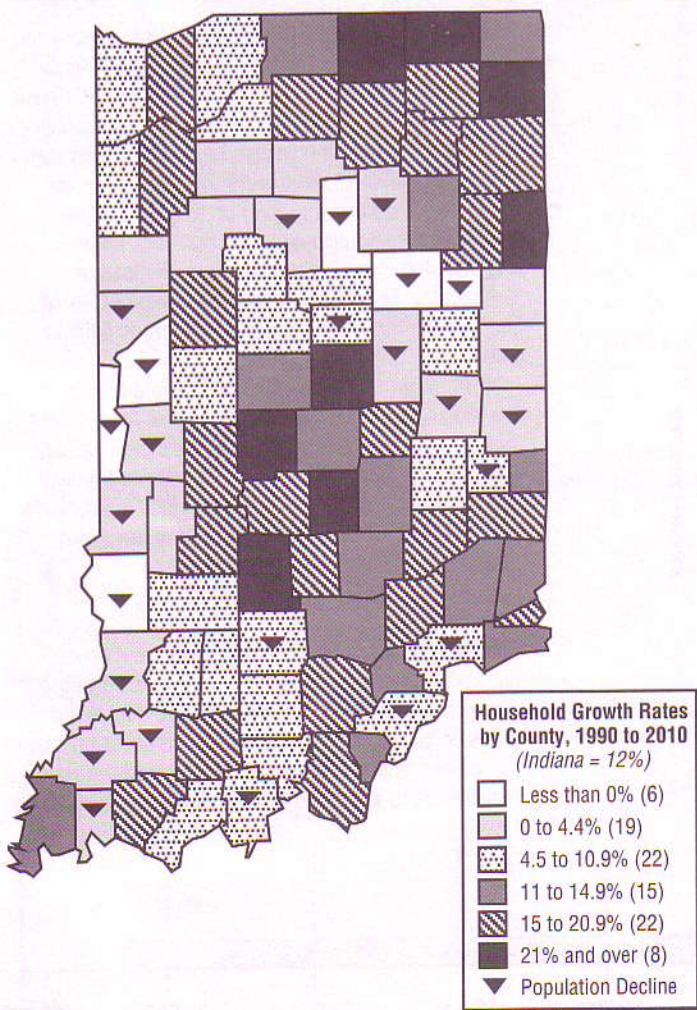 Household Growth Rates
by County, 1990 to 2010
(Indiana = 12%)
Less than 0% (6)
0 to 4.4% (19)
4.5 to 10.9% (22)
11 to 14.9% (15)
15 to 20.9% (22)
21% and over (8)
Population Decline